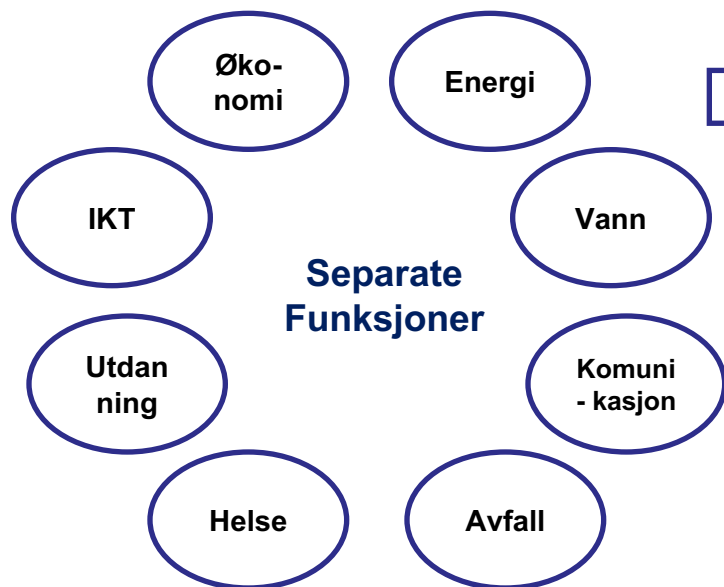 Øko-
nomi
Energi
IKT
Vann
Separate
Funksjoner
Utdan
ning
Komuni
- kasjon
Helse
Avfall